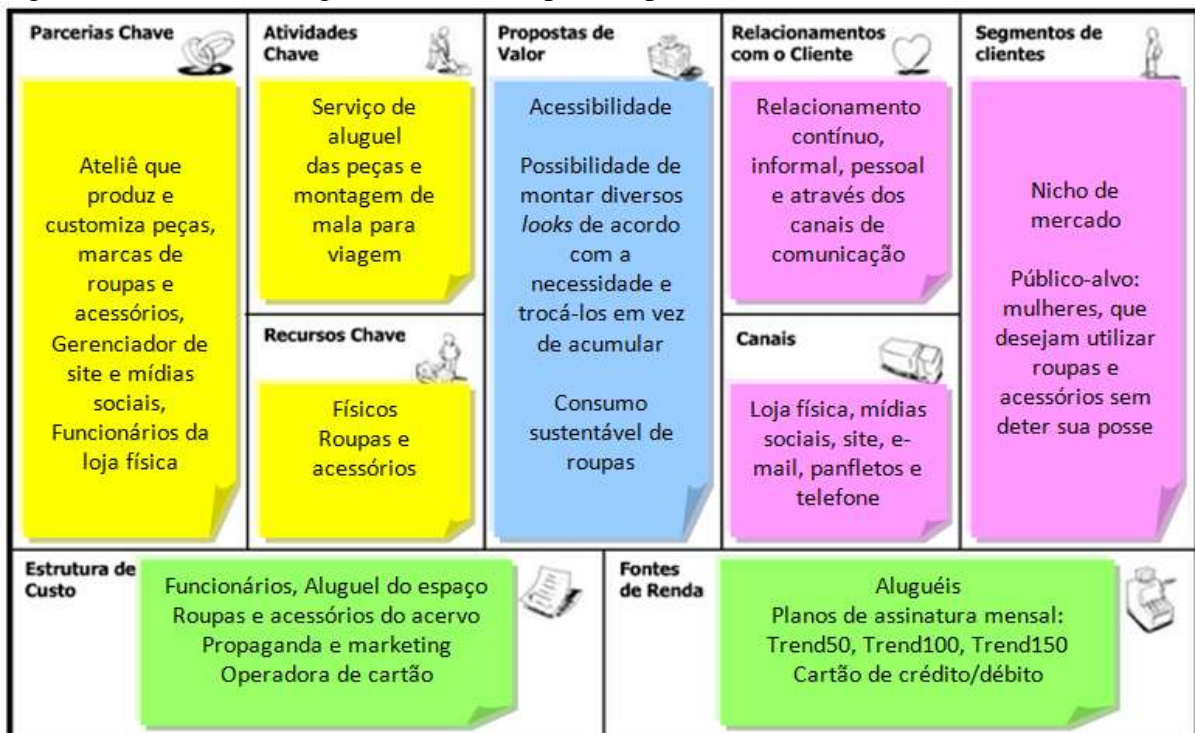 Parcerias Chave
Ateliê que
produz e
customiza peças,
marcas de
roupas e
acessórios,
Gerenciador de
site e mídias
sociais,
Funcionários da
loja física
Atividades
Chave
Serviço de
aluguel
das peças e
montagem de
mala para
viagem
Recursos Chave
Físicos
Roupas e
acessórios
Propostas de
Valor
Acessibilidade
Possibilidade de
montar diversos
looks de acordo
com a
necessidade e
trocá-los em vez
de acumular
Consumo
sustentável de
roupas
Relacionamentos
com o Cliente
Relacionamento
contínuo,
informal, pessoal
e através dos
canais de
comunicação
Canais
Loja física, mídias
sociais, site, e-
mail, panfletos e
telefone
Segmentos de
clientes
Nicho de
mercado
Público-alvo:
mulheres, que
desejam utilizar
roupas e
acessórios sem
deter sua posse
Estrutura de
Custo
Funcionários, Aluguel do espaço
Roupas e acessórios do acervo
Propaganda e marketing
Operadora de cartão
Fontes
de Renda
Aluguéis
Planos de assinatura mensal:
Trend50, Trend100, Trend150
Cartão de crédito/débito